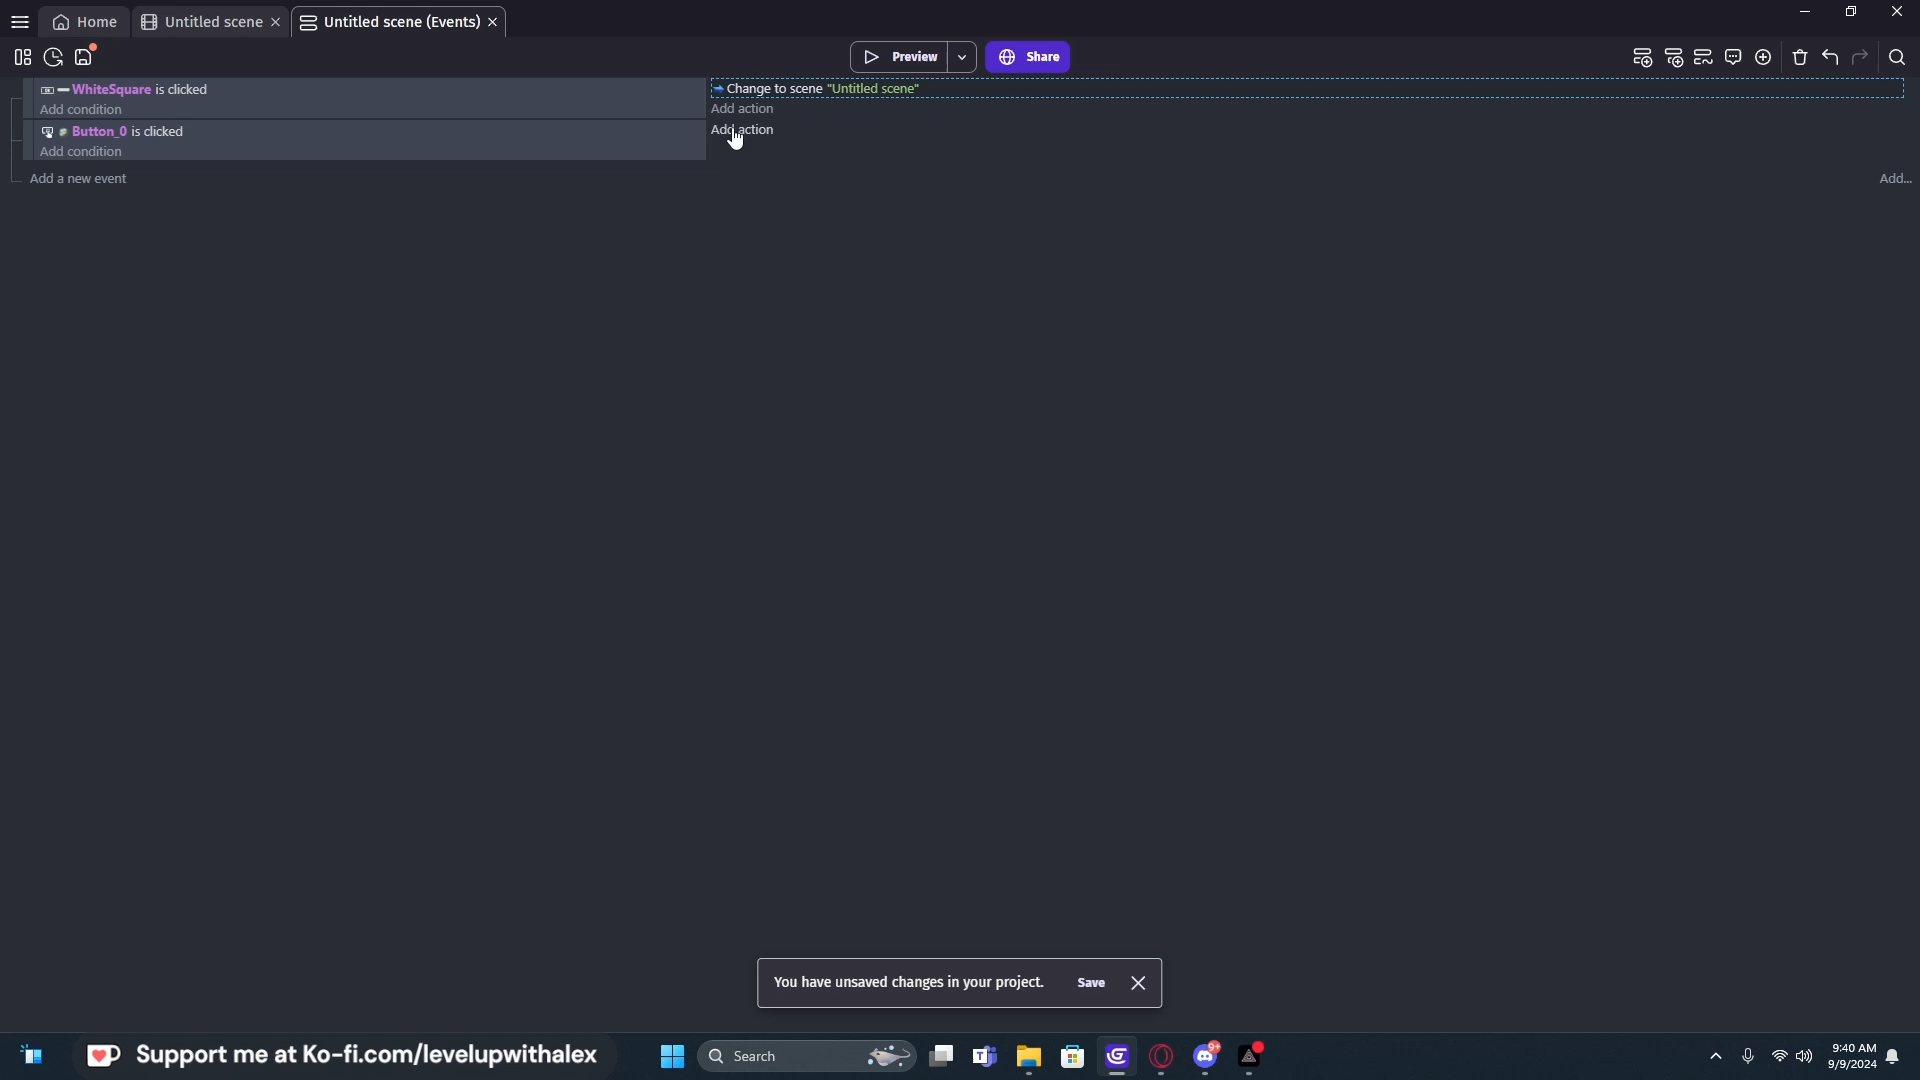 Home
Untitled scene
Untitled scene (Events)
Preview
Share
WhiteSquare is clicked
Change to scene "Untitled scene"
Add condition
Add action
Button_0 is clicked
Add action
Add condition
Add a new event
Add...
You have unsaved changes in your project.
Save
Support me at Ko-fi.com/levelupwithalex
Search
9+
9:40 AM
9/9/2024